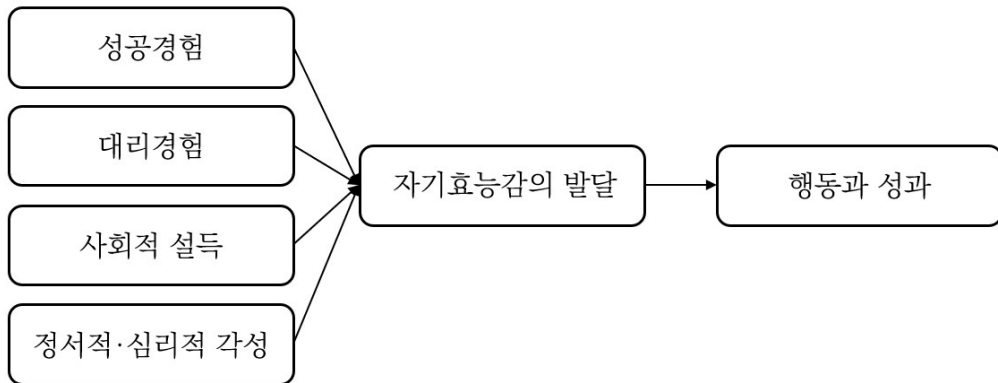 성공경험
대리경험
사회적 설득
정서적·심리적 각성
자기효능감의 발달
행동과 성과